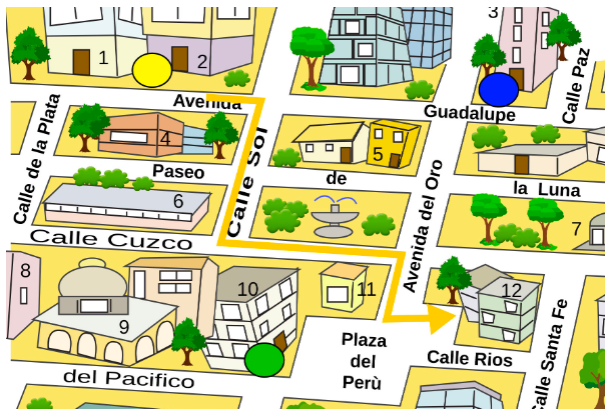 3
1
2
Calle Paz
Avenida
Guadalupe
Calle de la Plata
4
Calle Sol
5
Paseo
de
la Luna
6
Avenida del Oro
7
Calle Cuzco
8
10
11
12
9
Plaza
del
Perù
Calle Rios
Calle Santa Fe
del Pacifico